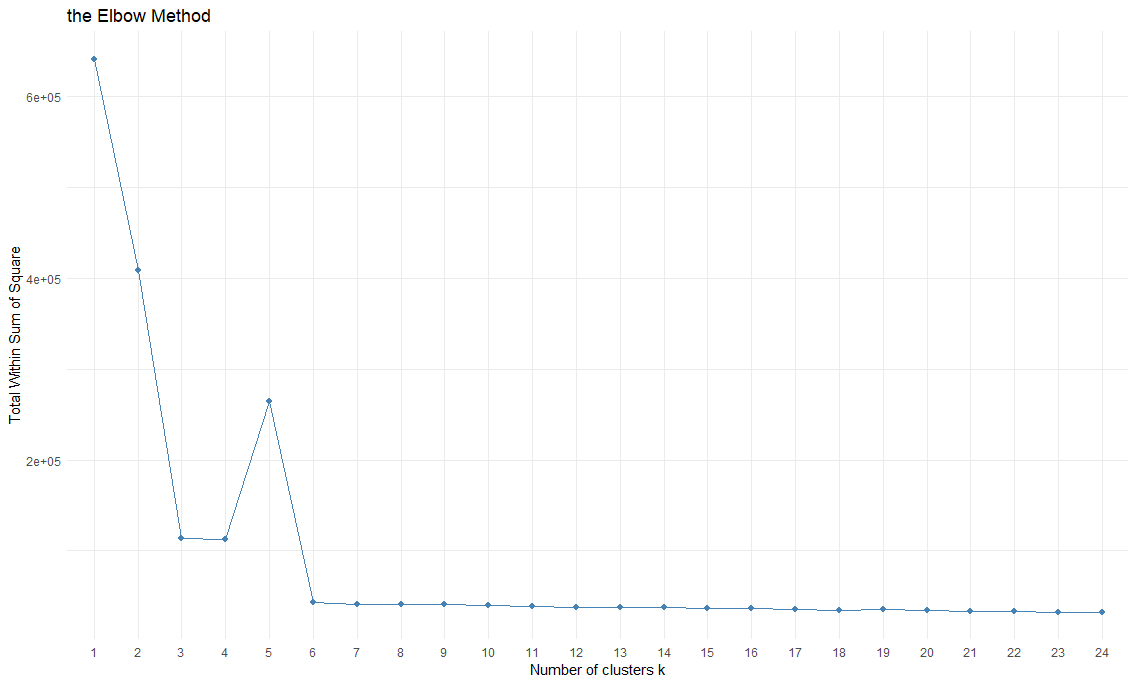 the Elbow Method
6e+05
4e+05
2e+05
Total Within Sum of Square
1 2 3 4 5 6 7 8 9 10 11 12 13 14 15 16 17 18 19 20 21 22 23 24
Number of clusters k